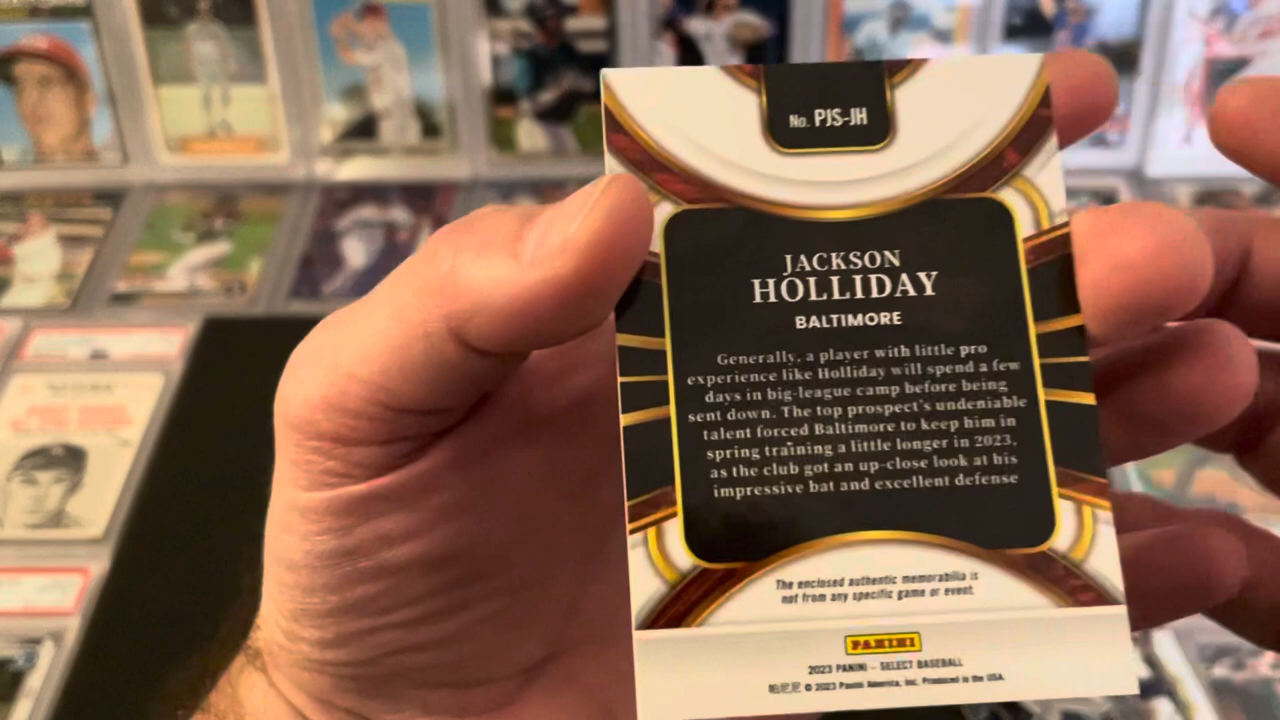 No. PJS-JH
JACKSON
HOLLIDAY
BALTIMORE
Generally, a player with little pro
experience like Holliday will spend a few
days in big-league camp before being
sent down. The top prospect's undeniable
talent forced Baltimore to keep him in
spring training a little longer in 2023,
as the club got an up-close look at his
impressive bat and excellent defense
The enclosed authentic memorabilia is
not from any specific game or event.
PANINI
2023 PANINI - SELECT BASEBALL
帕尼尼 © 2023 Panini America, Inc. Produced in the USA.